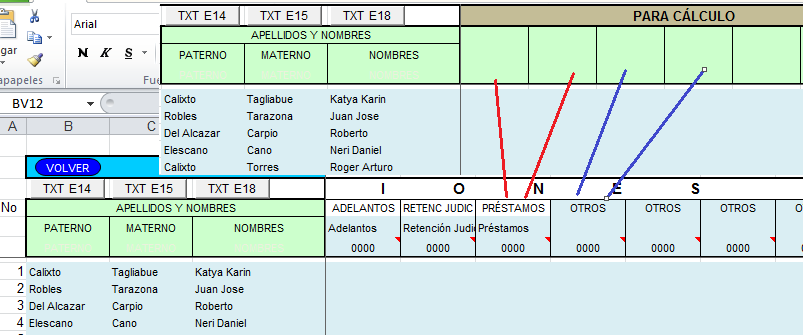 TXT E14 TXT E15 TXT E18 PARA CÁLCULO
APELLIDOS Y NOMBRES
PATERNO MATERNO NOMBRES
Calixto Tagliabue Katya Karin
Robles Tarazona Juan Jose
Del Alcazar Carpio Roberto
Elescano Cano Neri Daniel
Calixto Torres Roger Arturo
Arial
gar
N K S
apapeles Fue
BV12
A B C
VOLVER
TXT E14 TXT E15 TXT E18 I O N E S
No APELLIDOS Y NOMBRES ADELANTOS RETENC JUDIC PRÉSTAMOS OTROS OTROS OTROS O
PATERNO MATERNO NOMBRES Adelantos Retención Judi Préstamos
0000 0000 0000 0000 0000 0000
1 Calixto Tagliabue Katya Karin
2 Robles Tarazona Juan Jose
3 Del Alcazar Carpio Roberto
4 Elescano Cano Neri Daniel